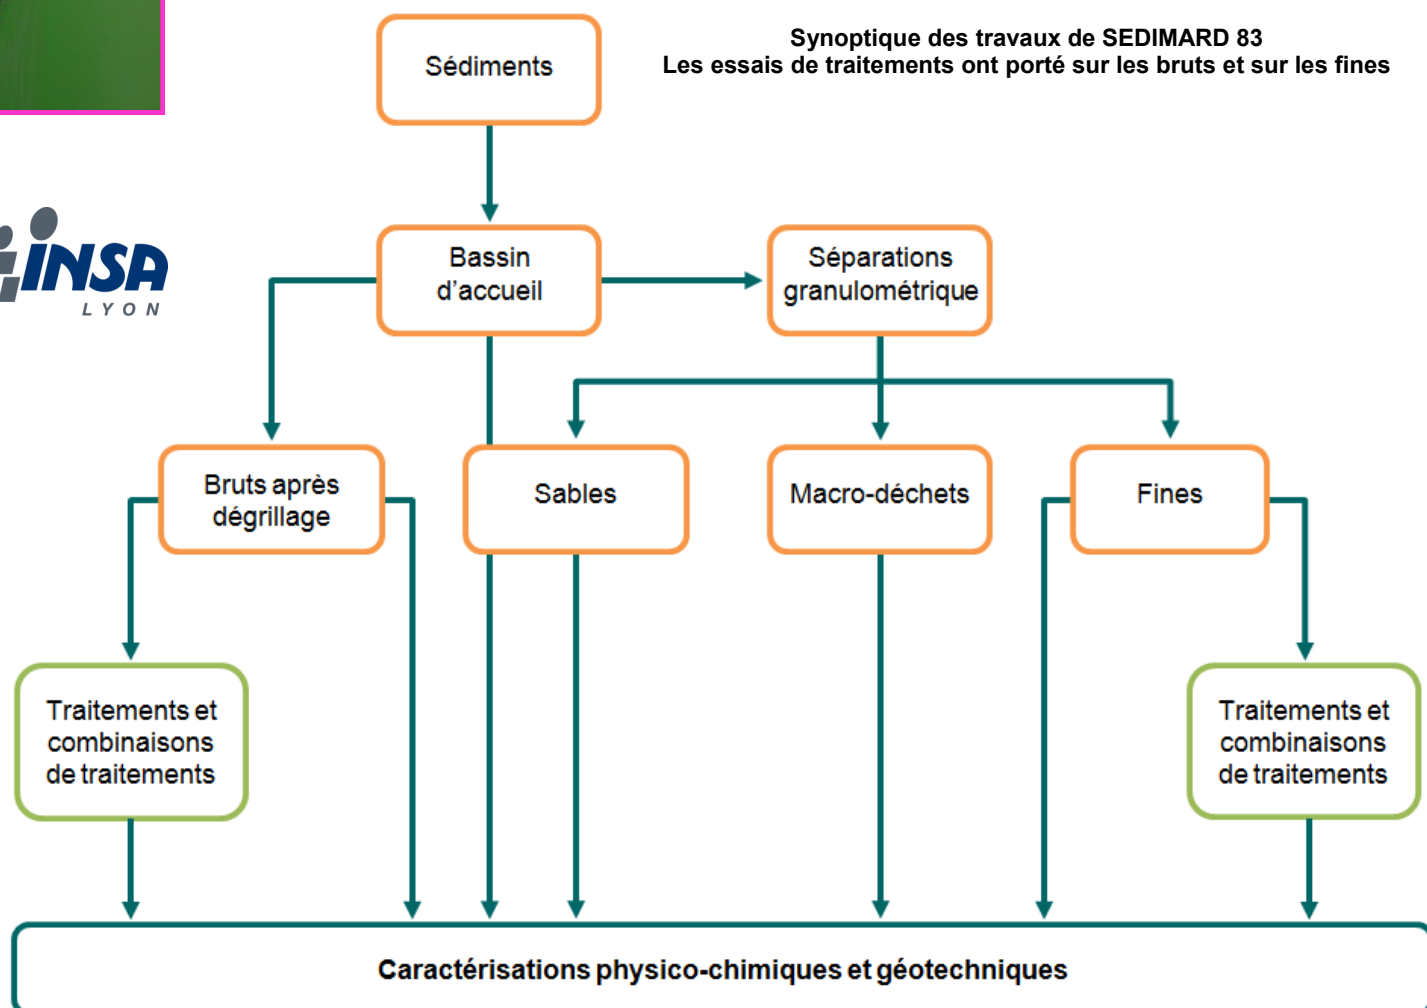 Synoptique des travaux de SEDIMARD 83
Les essais de traitements ont porté sur les bruts et sur les fines
Sédiments
INSA
LYON
Bassin
d'accueil
Séparations
granulométrique
Bruts après
dégrillage
Sables
Macro-déchets
Fines
Traitements et
combinaisons
de traitements
Traitements et
combinaisons
de traitements
Caractérisations physico-chimiques et géotechniques